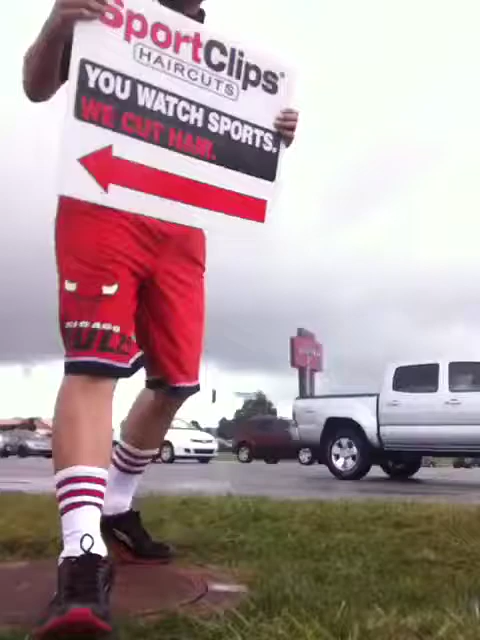 SportClips
HAIRCUTS
YOU WATCH SPORTS.
WE CUT HAIR.
CHICAGO
BULLS